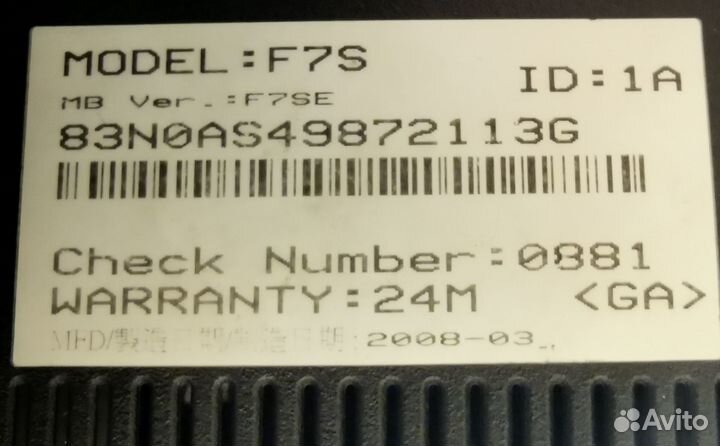 MODEL:F7S
ID:1A
MB Ver.:F7SE
83N0AS49872113G
Check Number:0881
WARRANTY:24M <GA>
MFD/製造日期/制造日期:2008-03
Avito